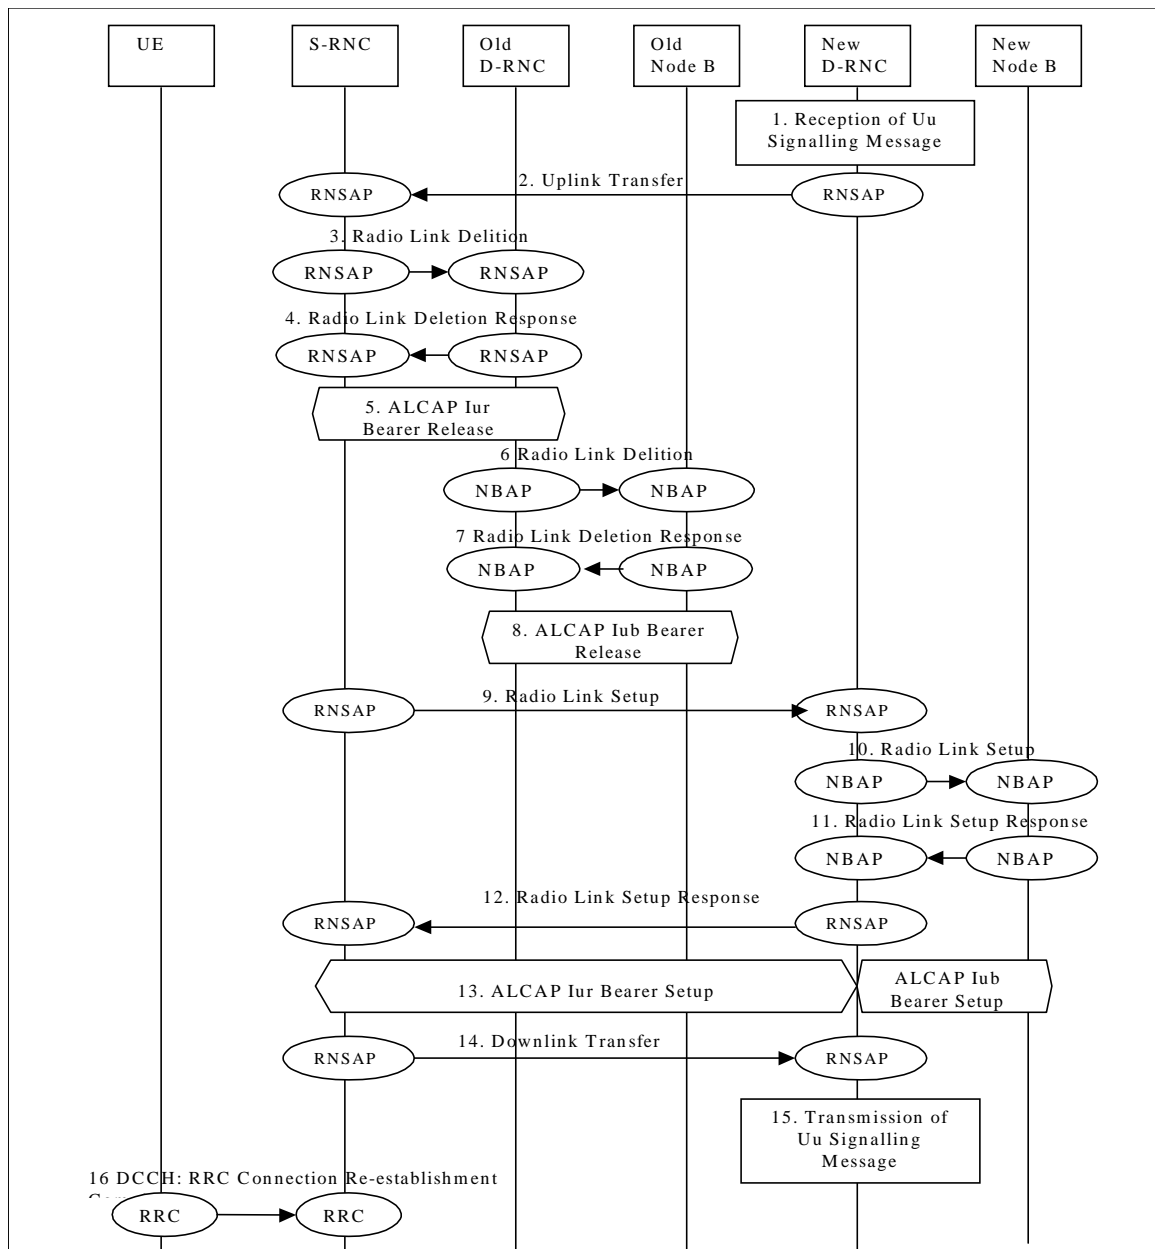 UE
S-RNC
Old
D-RNC
Old
Node B
New
D-RNC
New
Node B
1. Reception of Uu
Signalling Message
2. Uplink Transfer
RNSAP
RNSAP
3. Radio Link Delition
RNSAP
RNSAP
4. Radio Link Deletion Response
RNSAP
RNSAP
5. ALCAP Iur
Bearer Release
6 Radio Link Delition
NBAP
NBAP
7 Radio Link Deletion Response
NBAP
NBAP
8. ALCAP Iub Bearer
Release
9. Radio Link Setup
RNSAP
RNSAP
10. Radio Link Setup
NBAP
NBAP
11. Radio Link Setup Response
NBAP
NBAP
12. Radio Link Setup Response
RNSAP
RNSAP
13. ALCAP Iur Bearer Setup
ALCAP Iub
Bearer Setup
14. Downlink Transfer
RNSAP
RNSAP
15. Transmission of
Uu Signalling
Message
16 DCCH: RRC Connection Re-establishment
RRC
RRC